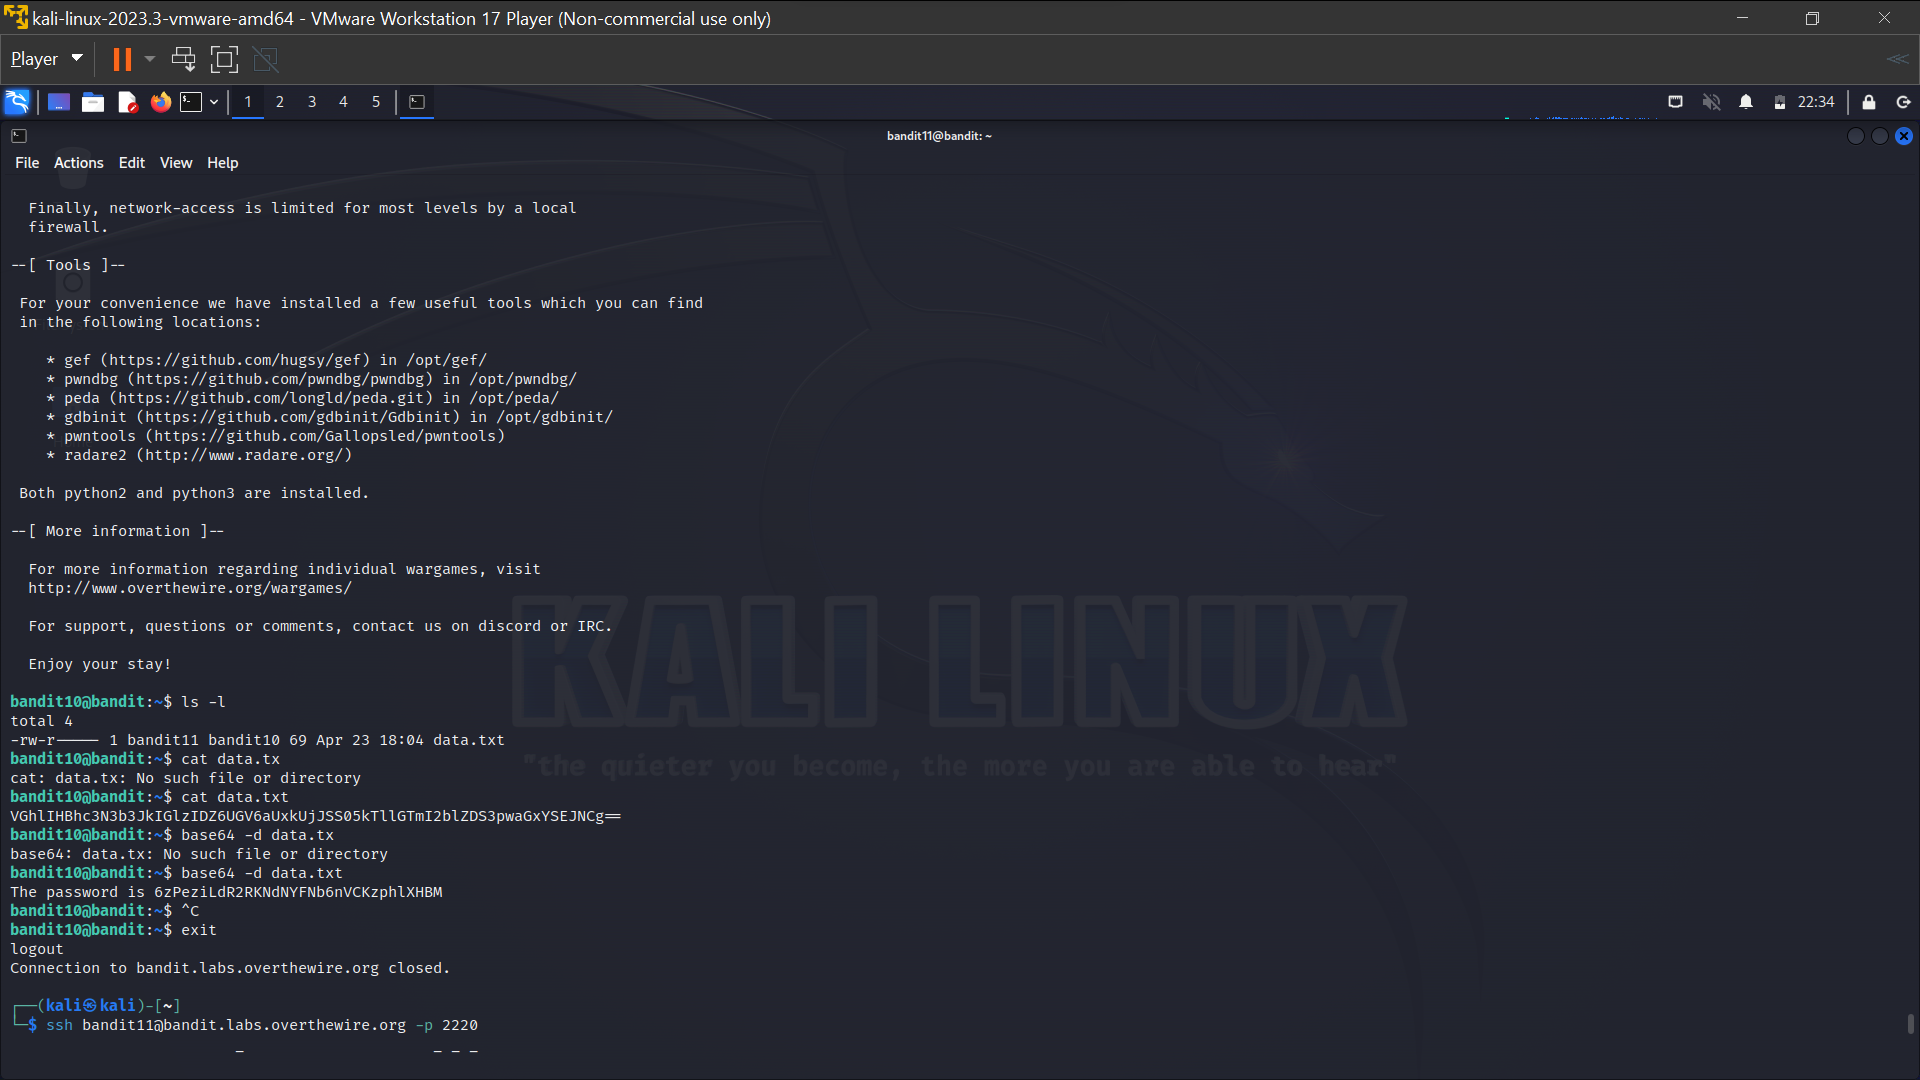 kali-linux-2023.3-vmware-amd64 - VMware Workstation 17 Player (Non-commercial use only)
Player
1 2 3 4 5 22:34
bandit11@bandit: ~
File Actions Edit View Help
Finally, network-access is limited for most levels by a local
firewall.
--[ Tools ]--
For your convenience we have installed a few useful tools which you can find
in the following locations:
* gef (https://github.com/hugsy/gef) in /opt/gef/
* pwndbg (https://github.com/pwndbg/pwndbg) in /opt/pwndbg/
* peda (https://github.com/longld/peda.git) in /opt/peda/
* gdbinit (https://github.com/gdbinit/Gdbinit) in /opt/gdbinit/
* pwntools (https://github.com/Gallopsled/pwntools)
* radare2 (http://www.radare.org/)
Both python2 and python3 are installed.
--[ More information ]--
For more information regarding individual wargames, visit
http://www.overthewire.org/wargames/
For support, questions or comments, contact us on discord or IRC.
Enjoy your stay!
bandit10@bandit:~$ ls -l
total 4
-rw-r----- 1 bandit11 bandit10 69 Apr 23 18:04 data.txt
bandit10@bandit:~$ cat data.tx
cat: data.tx: No such file or directory
bandit10@bandit:~$ cat data.txt
VGhlIHBhc3N3b3JkIGlzIDZ6UGV6aUxkUjJSS05kTllGTmI2blZDS3pwaGxYSEJNCg==
bandit10@bandit:~$ base64 -d data.tx
base64: data.tx: No such file or directory
bandit10@bandit:~$ base64 -d data.txt
The password is 6zPeziLdR2RKNdNYFNb6nVCKzphlXHBM
bandit10@bandit:~$ ^C
bandit10@bandit:~$ exit
logout
Connection to bandit.labs.overthewire.org closed.
┌──(kali㉿kali)-[~]
└─$ ssh bandit11@bandit.labs.overthewire.org -p 2220
_ _ _ _
KALI LINUX
"the quieter you become, the more you are able to hear"